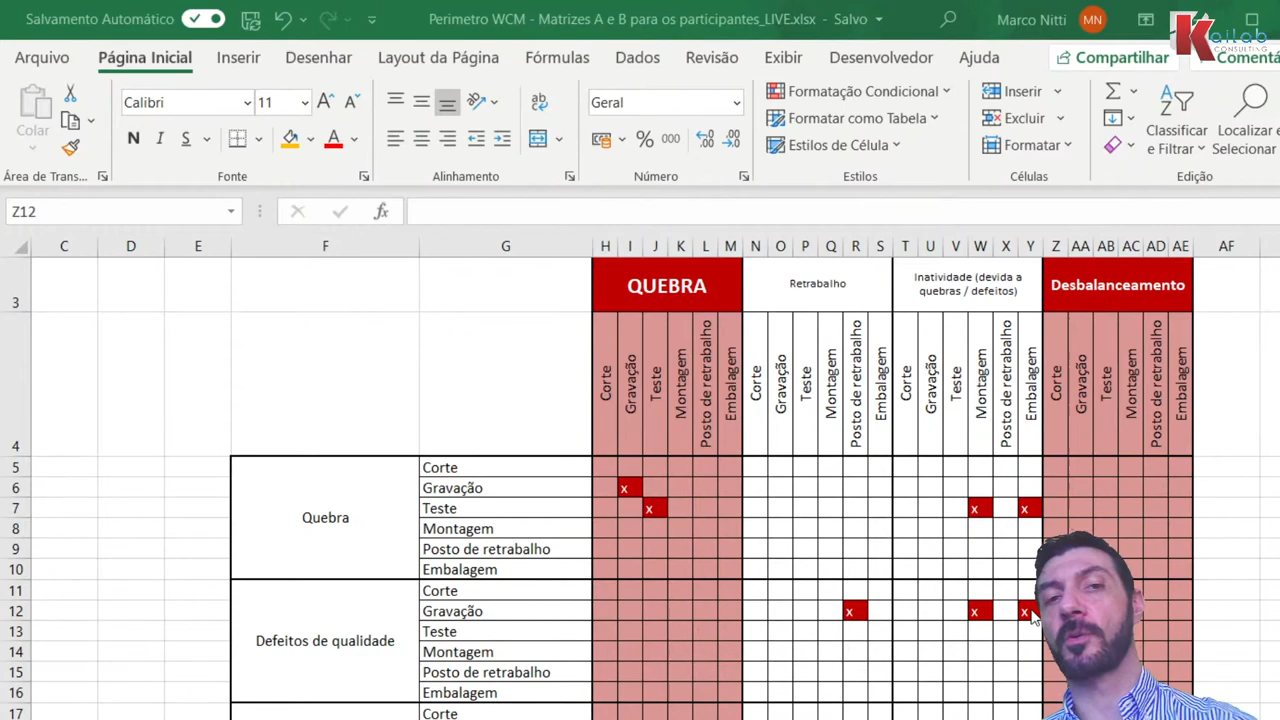 Salvamento Automático
Perimetro WCM - Matrizes A e B para os participantes_LIVE.xlsx - Salvo
Marco Nitti
MN
Kailab
CONSULTING
Arquivo
Página Inicial
Inserir
Desenhar
Layout da Página
Fórmulas
Dados
Revisão
Exibir
Desenvolvedor
Ajuda
Compartilhar
Colar
Calibri
11
N I S
ab
Geral
% 000
Formatação Condicional
Formatar como Tabela
Estilos de Célula
Inserir
Excluir
Formatar
Classificar
e Filtrar
Localizar e
Selecionar
Área de Trans...
Fonte
Alinhamento
Número
Estilos
Células
Edição
Z12
fx
C D E F G H I J K L M N O P Q R S T U V W X Y Z AA AB AC AD AE AF
3
QUEBRA
Retrabalho
Inatividade (devida a
quebras / defeitos)
Desbalanceamento
4
Corte
Gravação
Teste
Montagem
Posto de retrabalho
Embalagem
Corte
Gravação
Teste
Montagem
Posto de retrabalho
Embalagem
Corte
Gravação
Teste
Montagem
Posto de retrabalho
Embalagem
Corte
Gravação
Teste
Montagem
Posto de retrabalho
Embalagem
Quebra
5 Corte
6 Gravação x
7 Teste x x x
8 Montagem
9 Posto de retrabalho
10 Embalagem
Defeitos de qualidade
11 Corte
12 Gravação x x x
13 Teste
14 Montagem
15 Posto de retrabalho
16 Embalagem
17 Corte